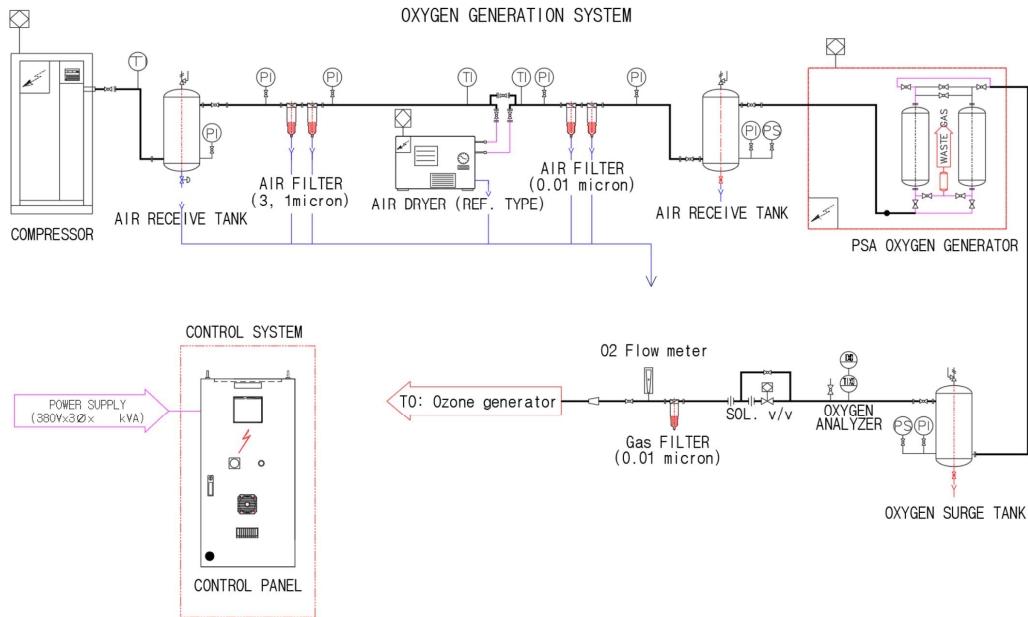 OXYGEN GENERATION SYSTEM
T
PI
PI
PI
TI
TI
PI
PI
PI
PS
WASTE GAS
AIR FILTER
(3, 1micron)
AIR DRYER (REF. TYPE)
AIR FILTER
(0.01 micron)
AIR RECEIVE TANK
AIR RECEIVE TANK
COMPRESSOR
PSA OXYGEN GENERATOR
CONTROL SYSTEM
POWER SUPPLY
(380V×3Ø× kVA)
CONTROL PANEL
O2 Flow meter
TO: Ozone generator
Gas FILTER
(0.01 micron)
SOL. v/v
OXYGEN
ANALYZER
PS
PI
OXYGEN SURGE TANK